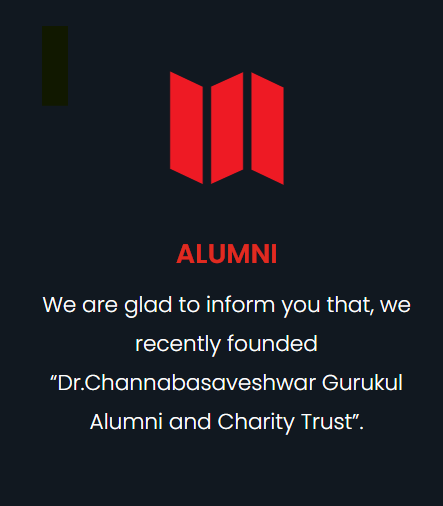 ALUMNI
We are glad to inform you that, we
recently founded
“Dr.Channabasaveshwar Gurukul
Alumni and Charity Trust”.